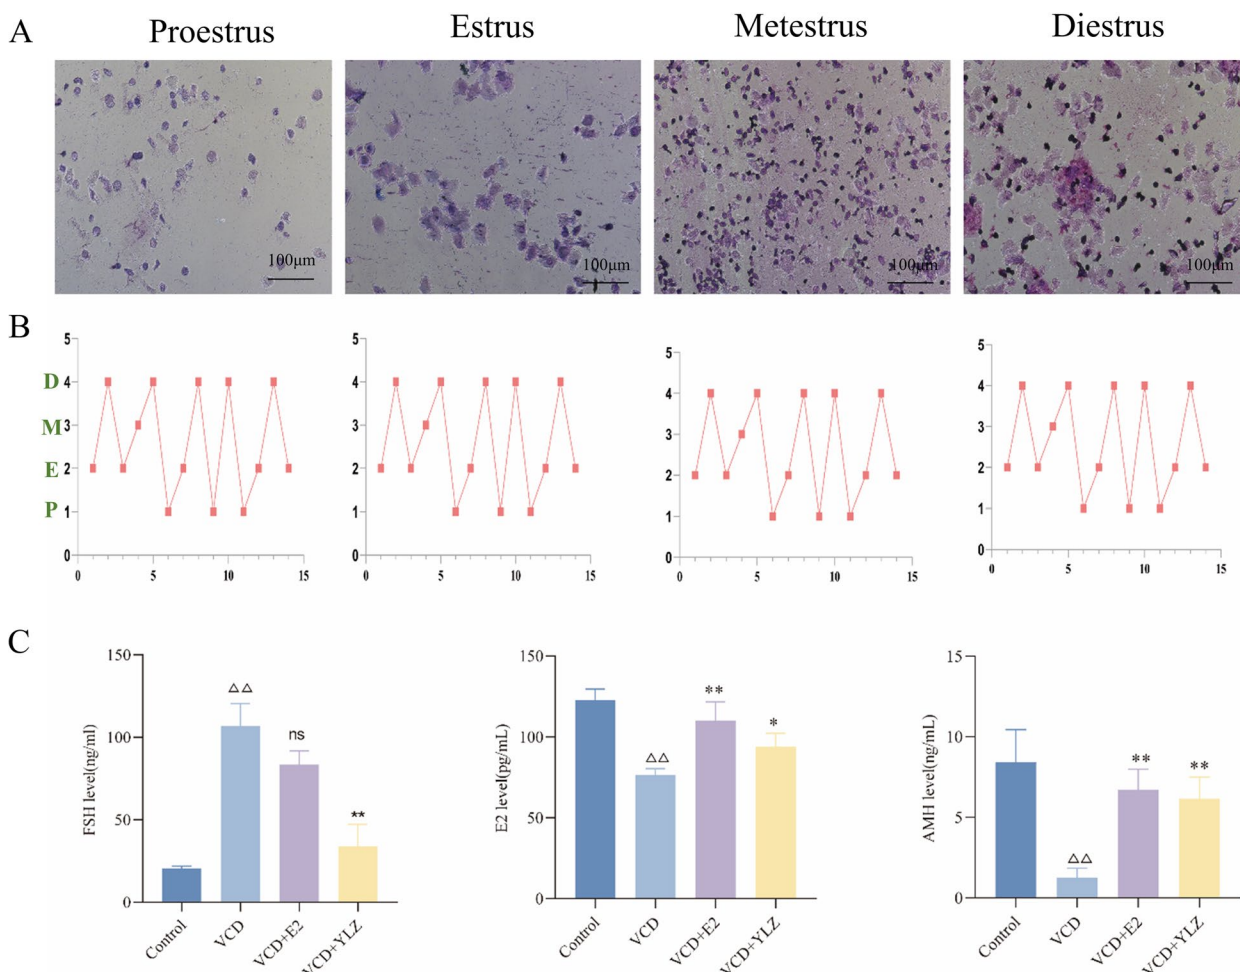 A
Proestrus
Estrus
Metestrus
Diestrus
100μm
100μm
100μm
100μm
B
D
M
E
P
5
4
3
2
1
0
0
5
10
15
5
4
3
2
1
0
0
5
10
15
5
4
3
2
1
0
0
5
10
15
5
4
3
2
1
0
0
5
10
15
C
FSH level(ng/ml)
150
100
50
0
△△
ns
**
Control
VCD
VCD+E2
VCD+YLZ
E2 level(pg/mL)
150
100
50
0
△△
**
*
Control
VCD
VCD+E2
VCD+YLZ
AMH level(ng/mL)
15
10
5
0
△△
**
**
Control
VCD
VCD+E2
VCD+YLZ